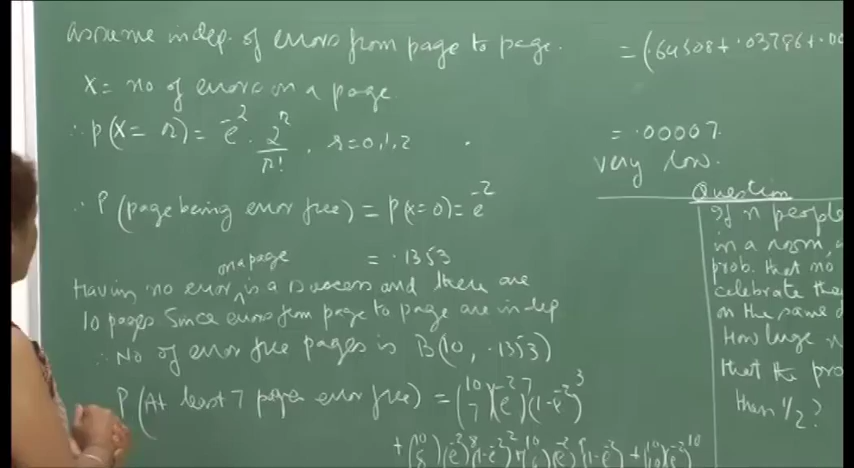 assume indep. of errors from page to page.
X = no of errors on a page
∴ P(X = r) = e^-2 . 2^r / r! , r = 0,1,2
∴ P (page being error free) = P(X=0) = e^-2
= .1353
on a page
Having no error is a success and there are
10 pages since errors from page to page are indep
∴ No of error free pages is B(10, .1353)
P (At least 7 pages error free) = (10 7)(e^-2)^7 (1-e^-2)^3
+ (10 8)(e^-2)^8 (1-e^-2)^2 + (10 9)(e^-2)^9 (1-e^-2) + (10 10)(e^-2)^10
= (.64508 + .03786 + .00
= .00007.
very low.
Question
If n people
in a room,
prob. that no
celebrate the
on the same d
How large n
that the pro
than 1/2?